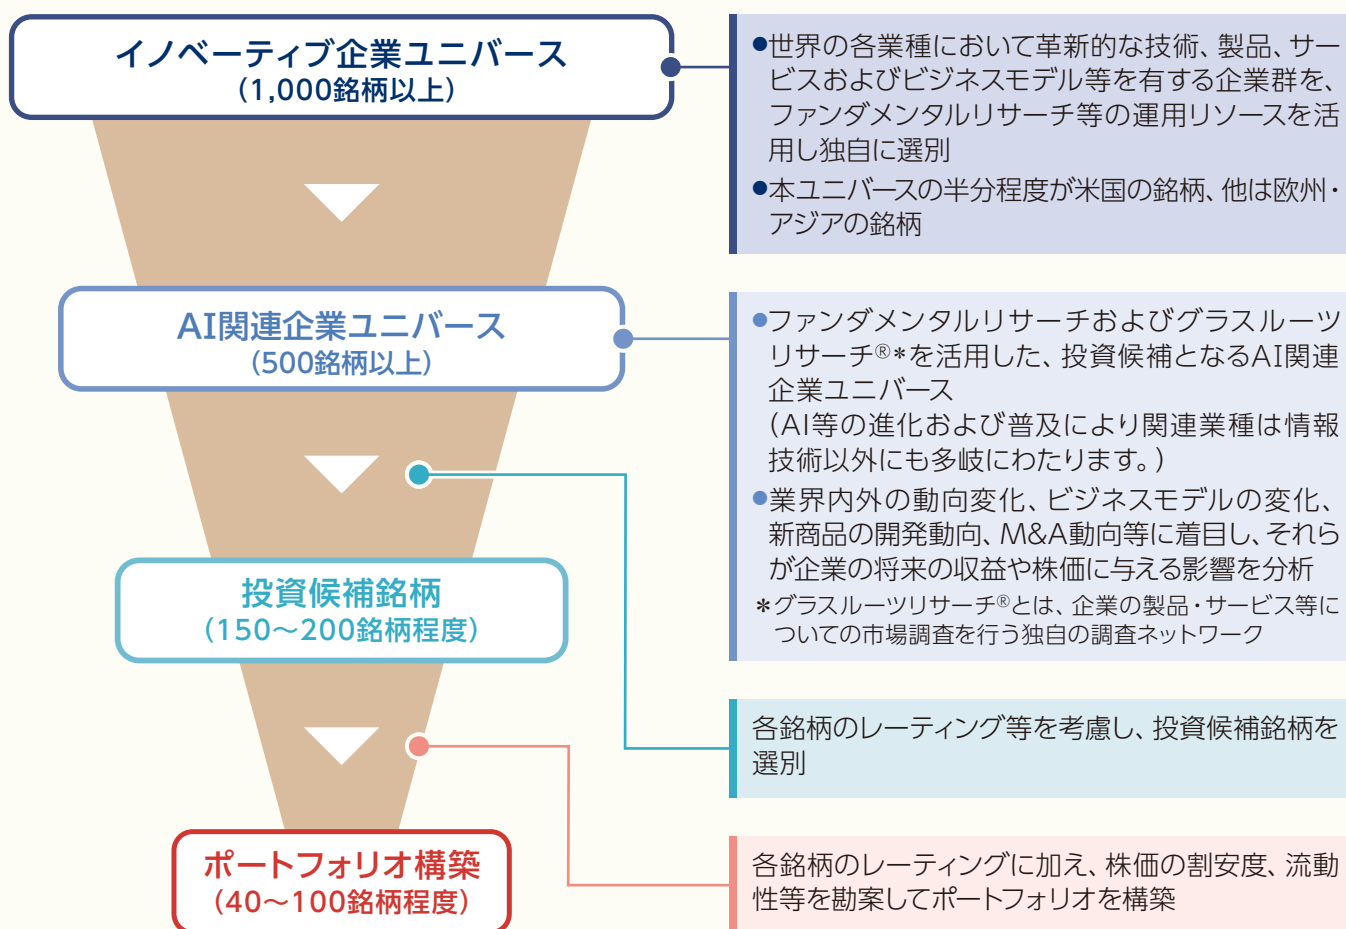 イノベーティブ企業ユニバース
(1,000銘柄以上)
●世界の各業種において革新的な技術、製品、サー
ビスおよびビジネスモデル等を有する企業群を、
ファンダメンタルリサーチ等の運用リソースを活
用し独自に選別
●本ユニバースの半分程度が米国の銘柄、他は欧州・
アジアの銘柄
AI関連企業ユニバース
(500銘柄以上)
●ファンダメンタルリサーチおよびグラスルーツ
リサーチ®*を活用した、投資候補となるAI関連
企業ユニバース
(AI等の進化および普及により関連業種は情報
技術以外にも多岐にわたります。)
●業界内外の動向変化、ビジネスモデルの変化、
新商品の開発動向、M&A動向等に着目し、それら
が企業の将来の収益や株価に与える影響を分析
*グラスルーツリサーチ®とは、企業の製品・サービス等に
ついての市場調査を行う独自の調査ネットワーク
投資候補銘柄
(150〜200銘柄程度)
各銘柄のレーティング等を考慮し、投資候補銘柄を
選別
ポートフォリオ構築
(40〜100銘柄程度)
各銘柄のレーティングに加え、株価の割安度、流動
性等を勘案してポートフォリオを構築